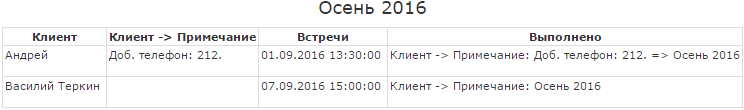 Осень 2016
Клиент Клиент -> Примечание Встречи Выполнено
Андрей Доб. телефон: 212. 01.09.2016 13:30:00 Клиент -> Примечание: Доб. телефон: 212. => Осень 2016
Василий Теркин 07.09.2016 15:00:00 Клиент -> Примечание: Осень 2016